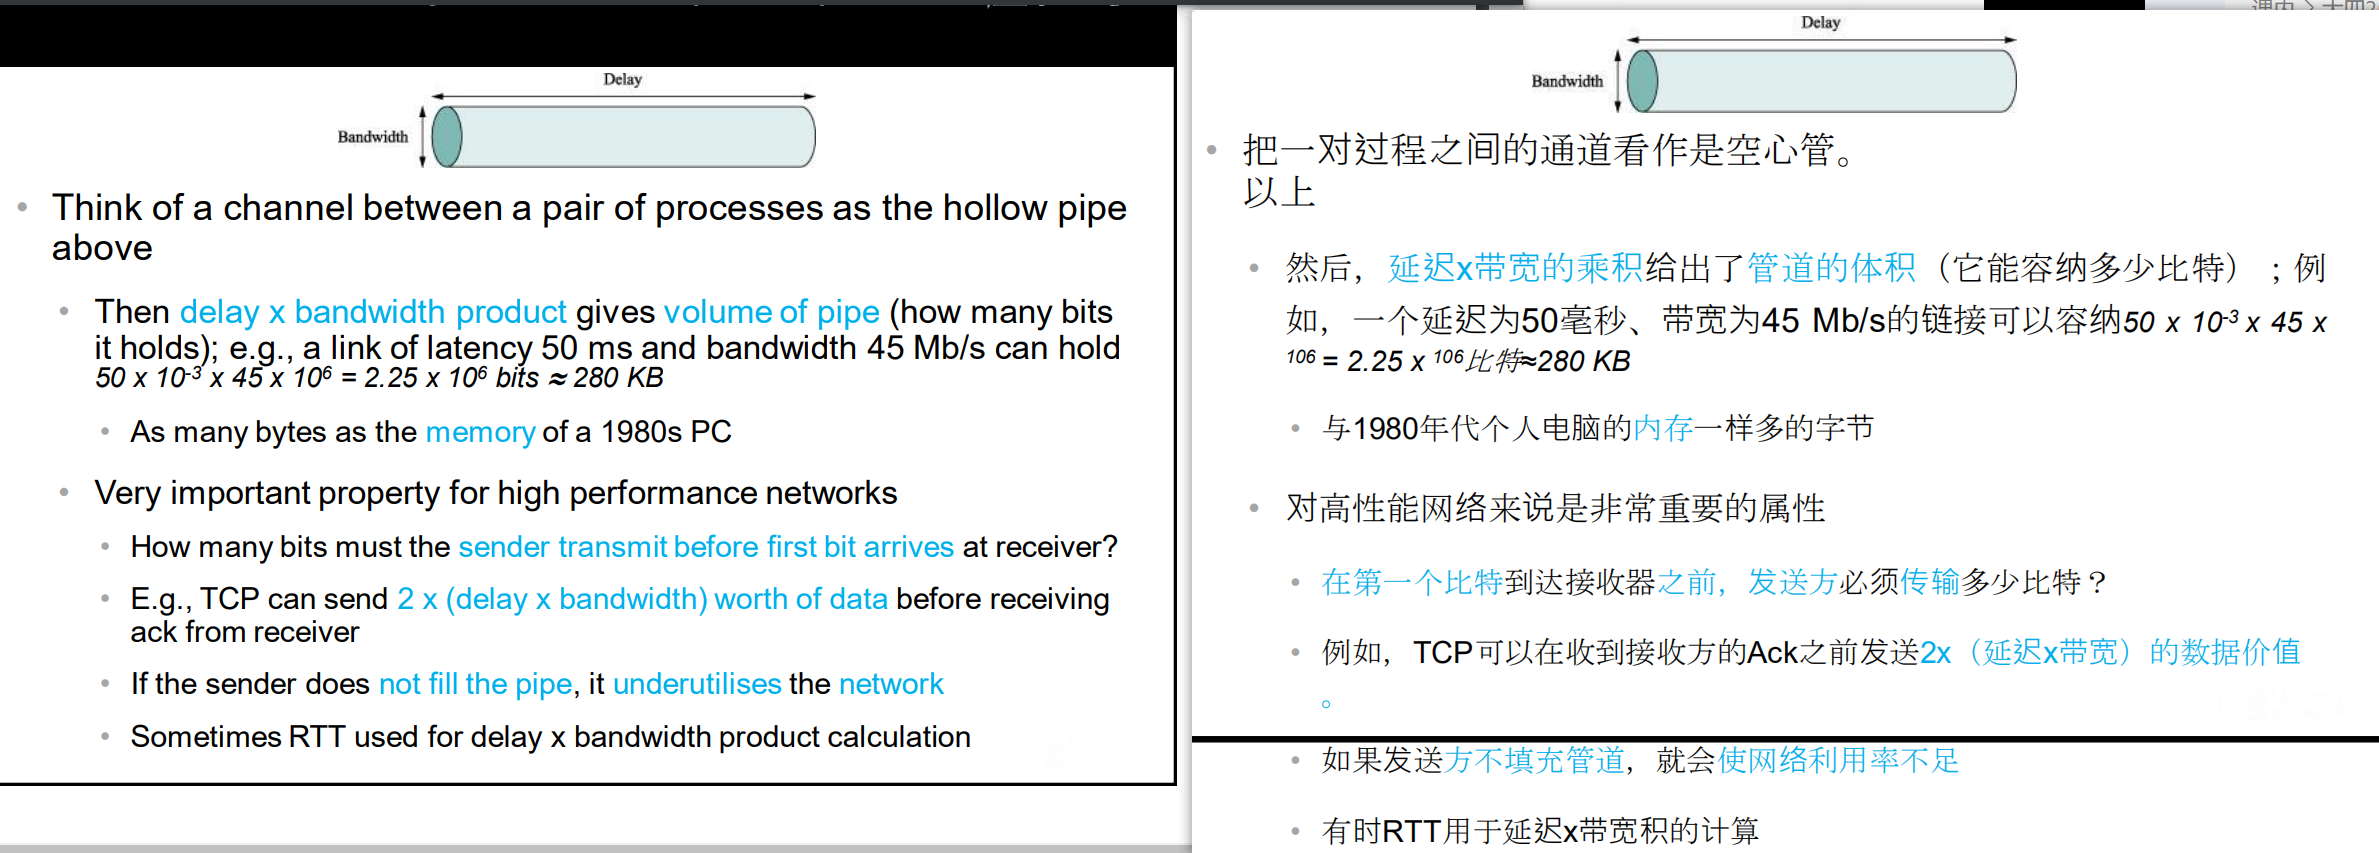 Delay
Bandwidth
Think of a channel between a pair of processes as the hollow pipe
above
Then delay x bandwidth product gives volume of pipe (how many bits
it holds); e.g., a link of latency 50 ms and bandwidth 45 Mb/s can hold
50 x 10⁻³ x 45 x 10⁶ = 2.25 x 10⁶ bits ≈ 280 KB
As many bytes as the memory of a 1980s PC
Very important property for high performance networks
How many bits must the sender transmit before first bit arrives at receiver?
E.g., TCP can send 2 x (delay x bandwidth) worth of data before receiving
ack from receiver
If the sender does not fill the pipe, it underutilises the network
Sometimes RTT used for delay x bandwidth product calculation
Delay
Bandwidth
把一对过程之间的通道看作是空心管。
以上
然后，延迟x带宽的乘积给出了管道的体积（它能容纳多少比特）；例
如，一个延迟为50毫秒、带宽为45 Mb/s的链接可以容纳50 x 10⁻³ x 45 x
¹⁰⁶ = 2.25 x ¹⁰⁶比特≈280 KB
与1980年代个人电脑的内存一样多的字节
对高性能网络来说是非常重要的属性
在第一个比特到达接收器之前，发送方必须传输多少比特？
例如，TCP可以在收到接收方的Ack之前发送2x（延迟x带宽）的数据价值
。
如果发送方不填充管道，就会使网络利用率不足
有时RTT用于延迟x带宽积的计算